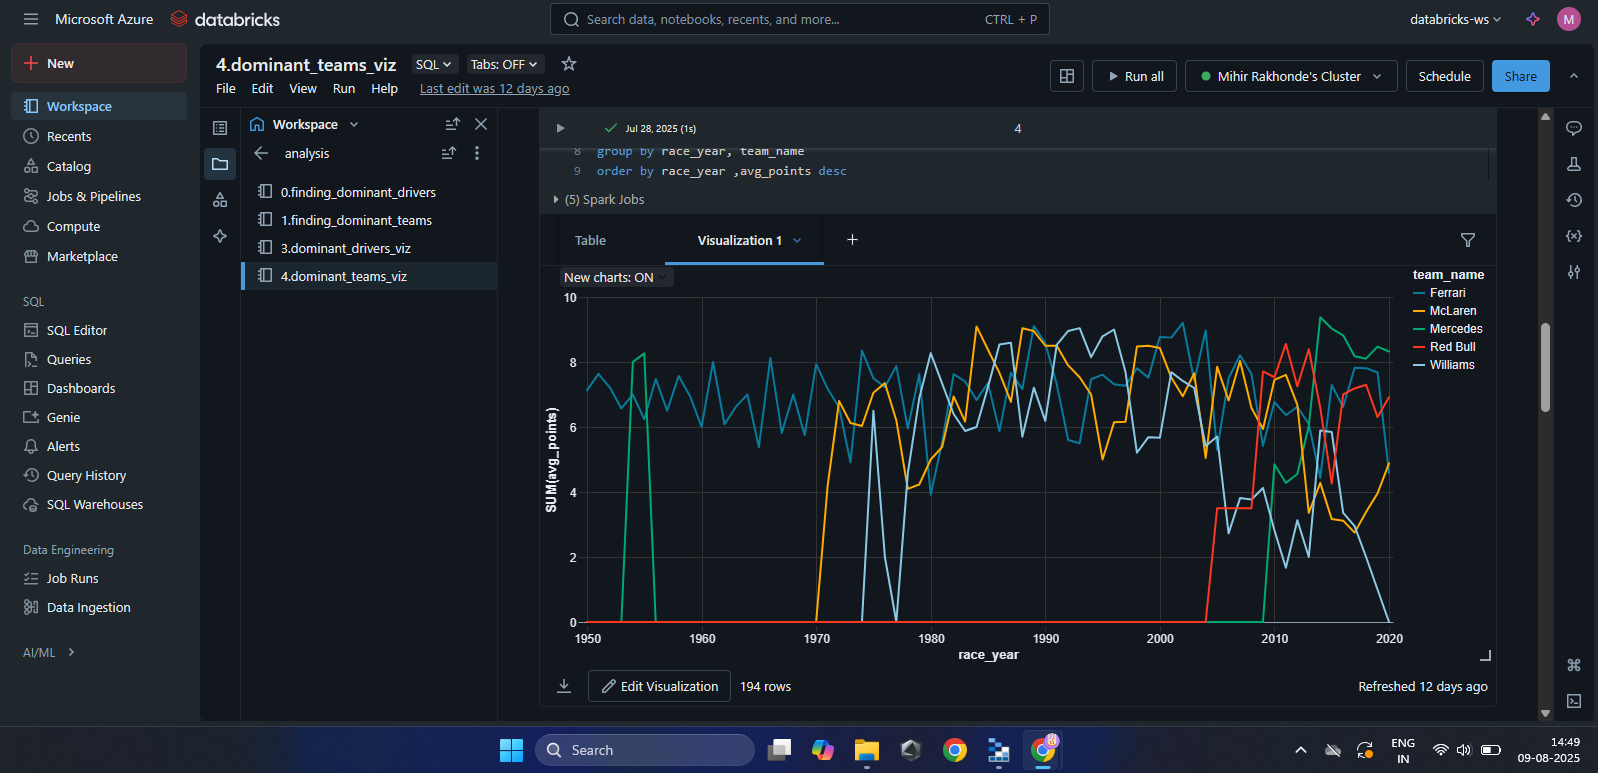 Microsoft Azure
databricks
Search data, notebooks, recents, and more...
CTRL + P
databricks-ws
M
New
Workspace
Recents
Catalog
Jobs & Pipelines
Compute
Marketplace
SQL
SQL Editor
Queries
Dashboards
Genie
Alerts
Query History
SQL Warehouses
Data Engineering
Job Runs
Data Ingestion
AI/ML
4.dominant_teams_viz
SQL
Tabs: OFF
File Edit View Run Help Last edit was 12 days ago
Run all
Mihir Rakhonde's Cluster
Schedule
Share
Workspace
analysis
0.finding_dominant_drivers
1.finding_dominant_teams
3.dominant_drivers_viz
4.dominant_teams_viz
Jul 28, 2025 (1s)
4
8 group by race_year, team_name
9 order by race_year ,avg_points desc
(5) Spark Jobs
Table
Visualization 1
+
New charts: ON
team_name
Ferrari
McLaren
Mercedes
Red Bull
Williams
SUM(avg_points)
10
8
6
4
2
0
1950 1960 1970 1980 1990 2000 2010 2020
race_year
Edit Visualization
194 rows
Refreshed 12 days ago
Search
ENG
IN
14:49
09-08-2025